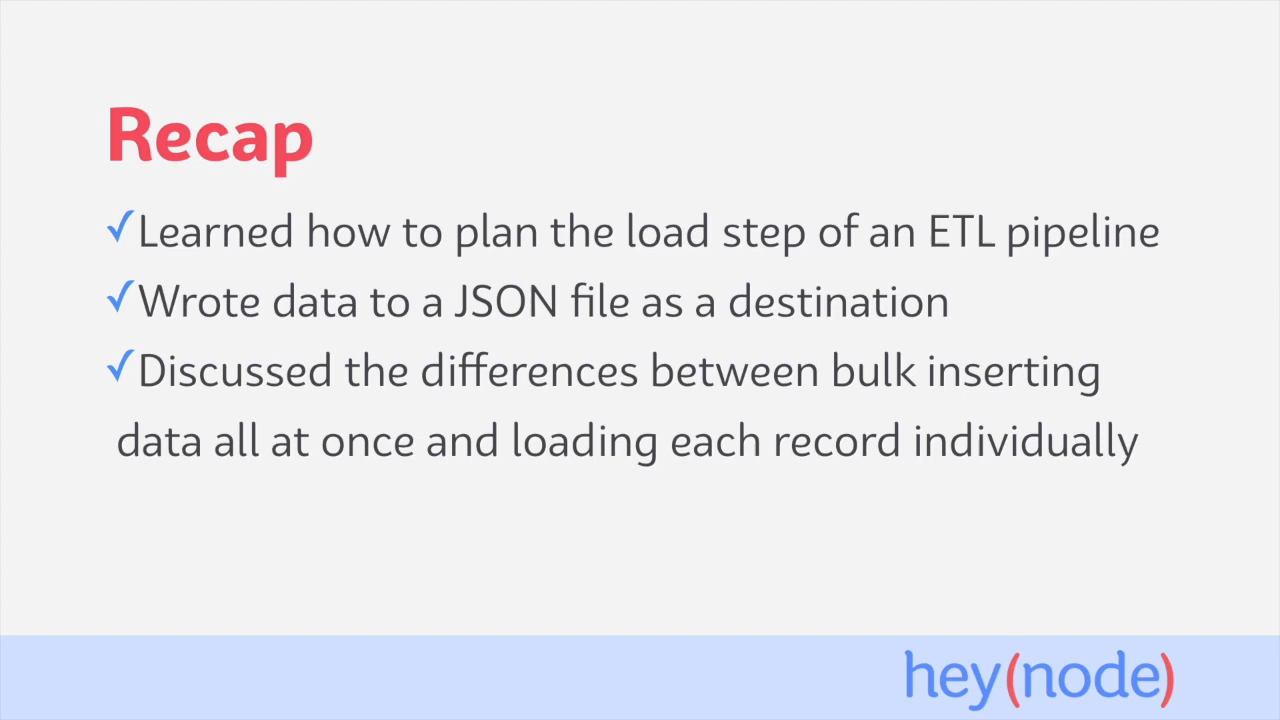 Recap
✓Learned how to plan the load step of an ETL pipeline
✓Wrote data to a JSON file as a destination
✓Discussed the differences between bulk inserting
data all at once and loading each record individually
hey(node)